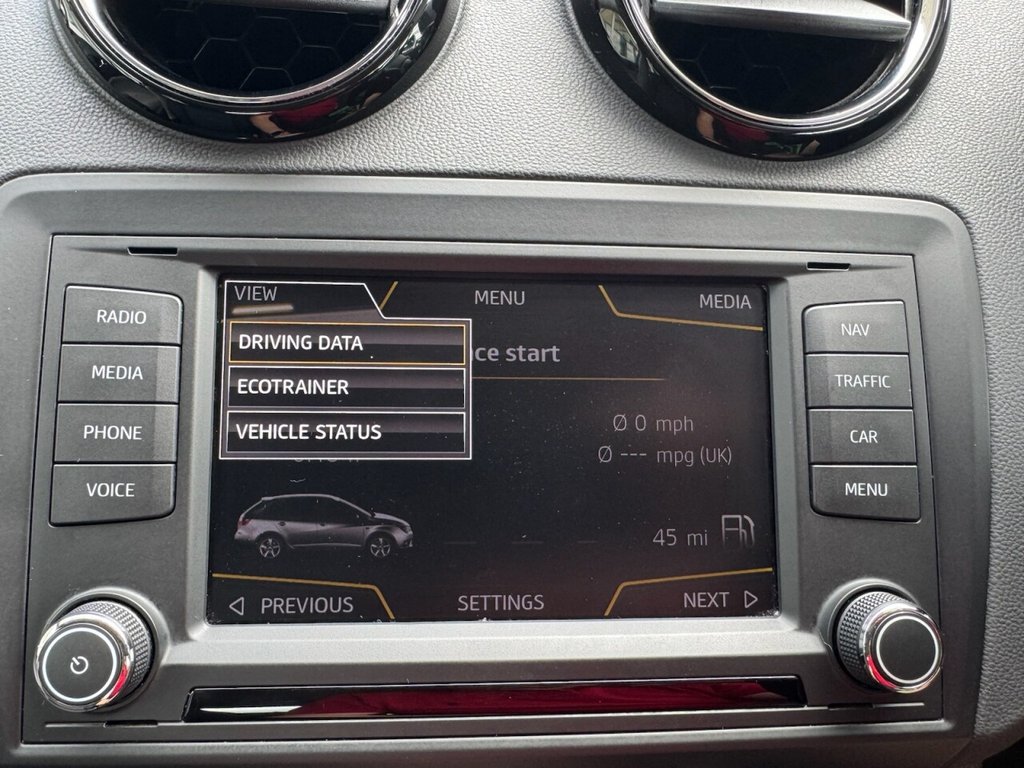 RADIO
MEDIA
PHONE
VOICE
VIEW
MENU
MEDIA
DRIVING DATA
ECOTRAINER
VEHICLE STATUS
start
Ø 0 mph
Ø --- mpg (UK)
45 mi
PREVIOUS
SETTINGS
NEXT
NAV
TRAFFIC
CAR
MENU